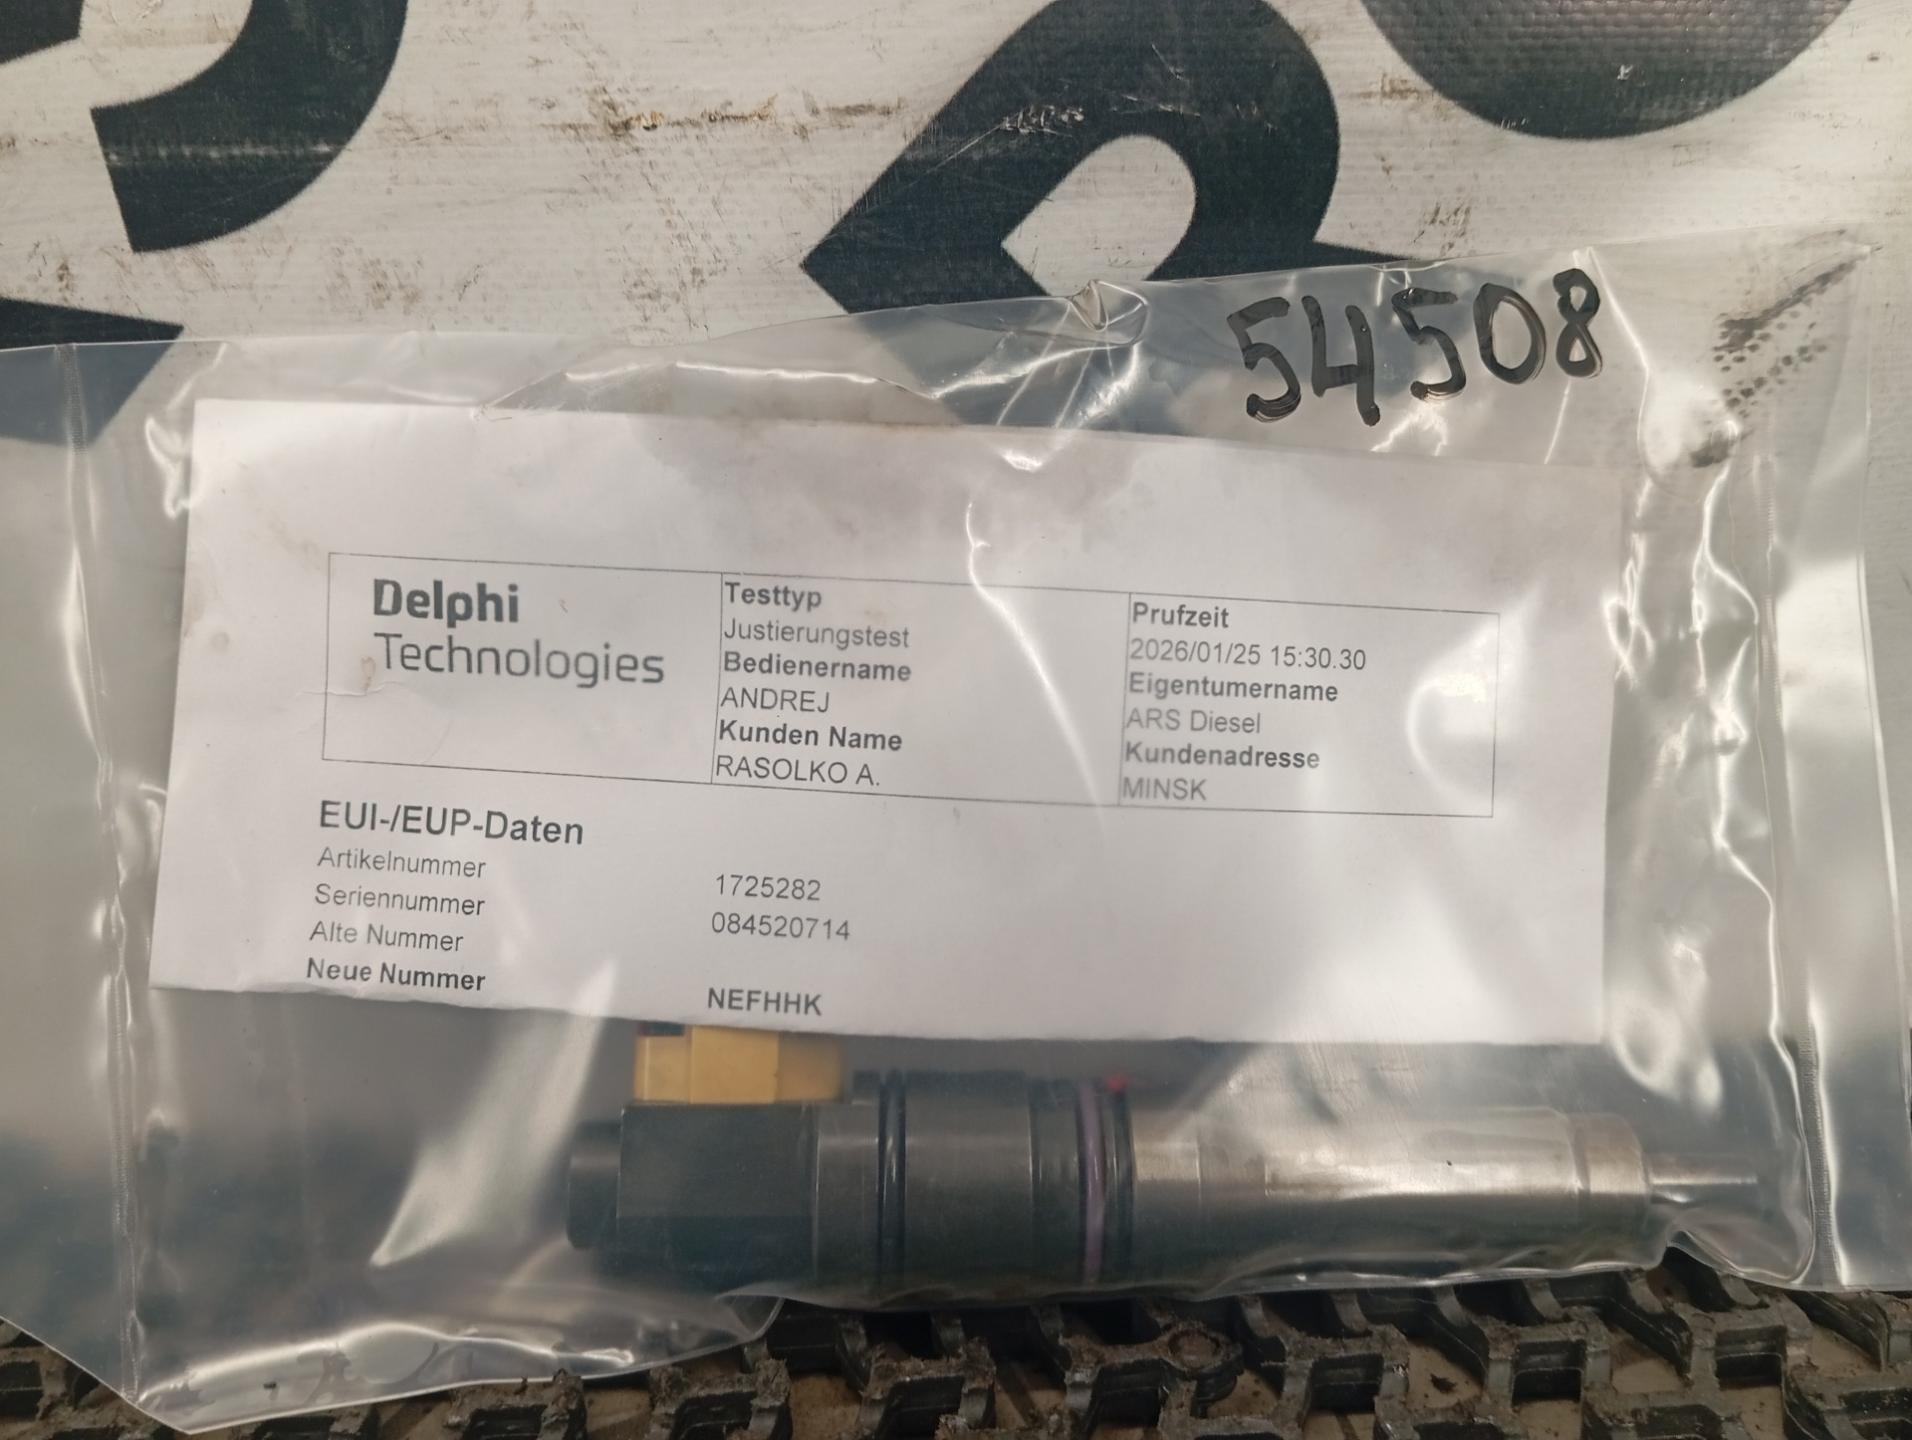 54508
Delphi
Technologies
Testtyp
Justierungstest
Bedienername
ANDREJ
Kunden Name
RASOLKO A.
Prufzeit
2026/01/25 15:30.30
Eigentumername
ARS Diesel
Kundenadresse
MINSK
EUI-/EUP-Daten
Artikelnummer 1725282
Seriennummer 084520714
Alte Nummer
Neue Nummer NEFHHK